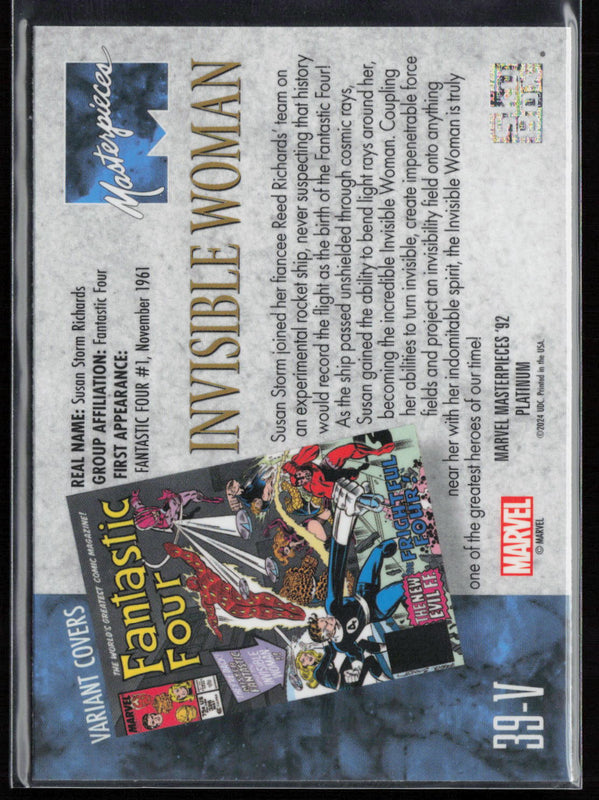 Masterpieces
REAL NAME: Susan Storm Richards
GROUP AFFILIATION: Fantastic Four
FIRST APPEARANCE:
FANTASTIC FOUR #1, November 1961
INVISIBLE WOMAN
Susan Storm joined her fiancee Reed Richards' team on
an experimental rocket ship, never suspecting that history
would record the flight as the birth of the Fantastic Four!
As the ship passed unshielded through cosmic rays,
Susan gained the ability to bend light rays around her,
becoming the incredible Invisible Woman. Coupling
her abilities to turn invisible, create impenetrable force
fields and project an invisibility field onto anything
near her with her indomitable spirit, the Invisible Woman is truly
one of the greatest heroes of our time!
VARIANT COVERS
THE WORLD'S GREATEST COMIC MAGAZINE!
Fantastic
Four
MARVEL
THE NEW
EVIL FF
FRIGHTFUL
FOUR
MARVEL
© MARVEL
MARVEL MASTERPIECES '92
PLATINUM
©2024 UDC. Printed in the USA.
39-V